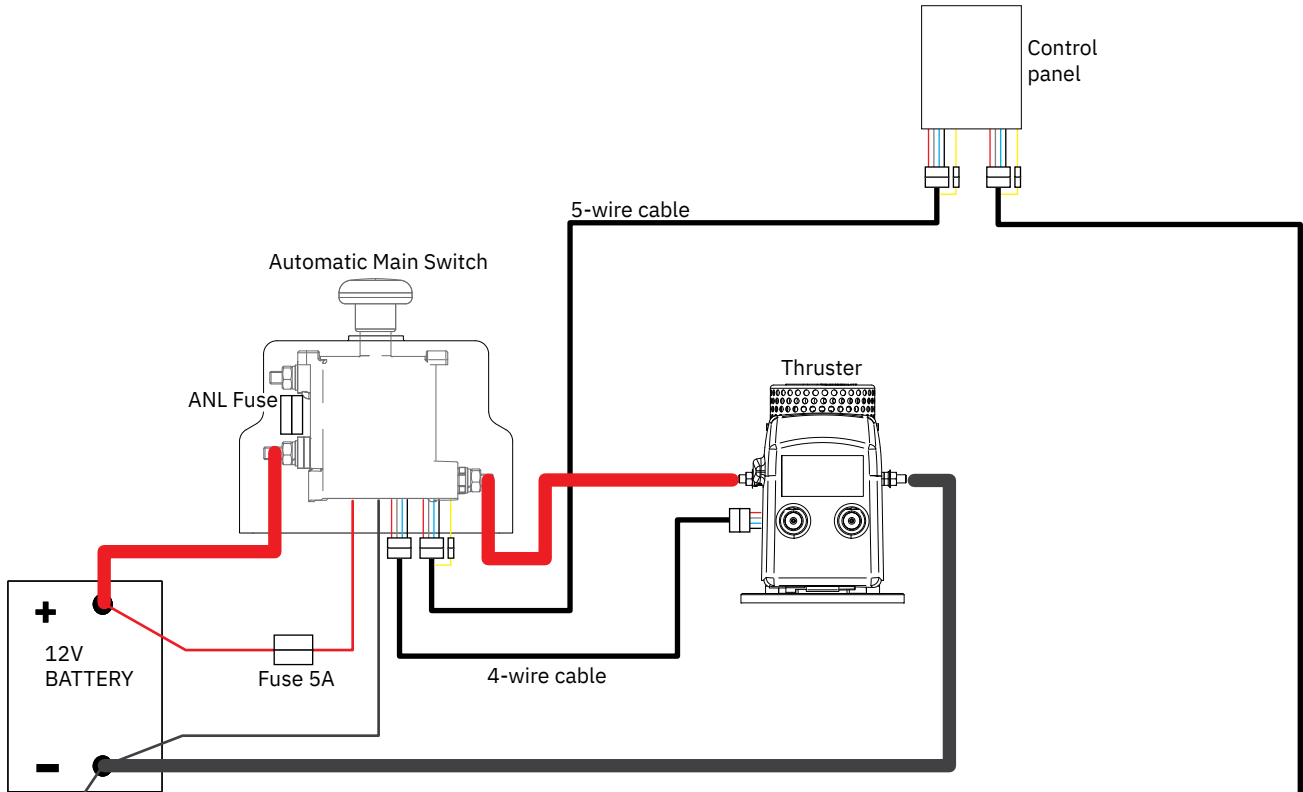 Control
panel
5-wire cable
Automatic Main Switch
Thruster
ANL Fuse
+
12V
BATTERY
Fuse 5A
4-wire cable
-